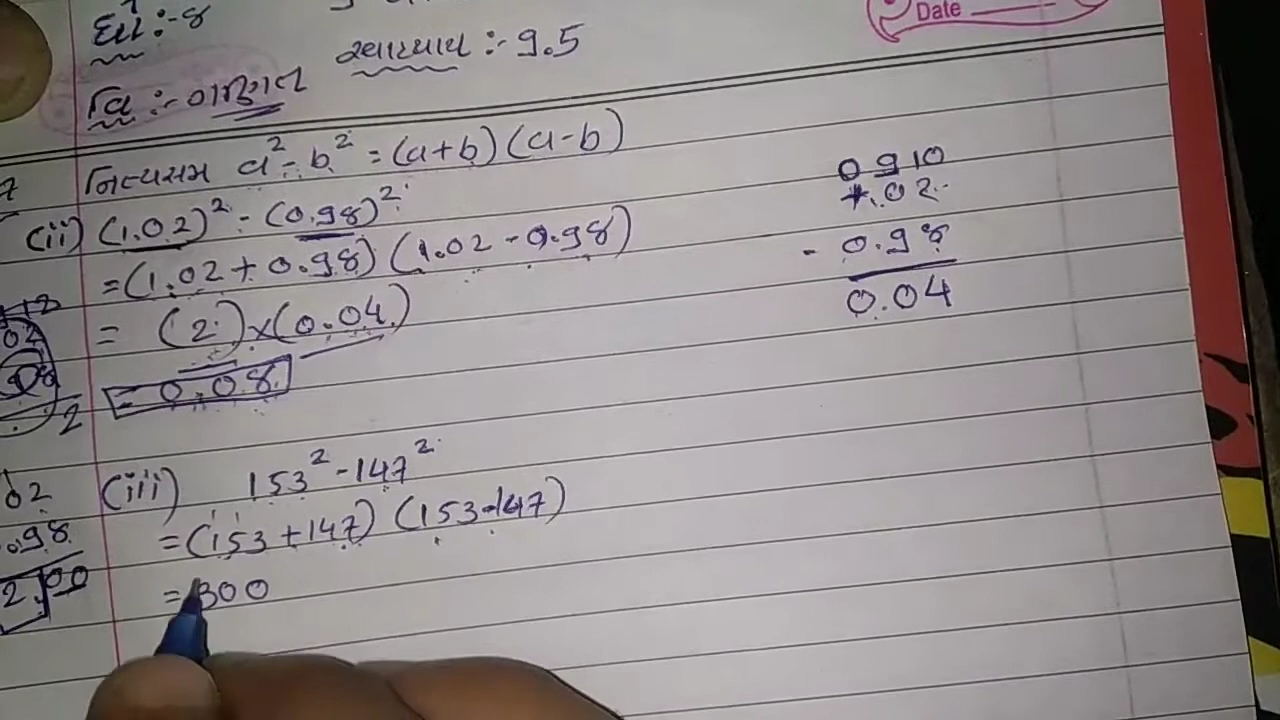 ધો :- 8
Date
સ્વાધ્યાય :- 9.5
વિ :- ગણિત
નિત્યસમ a² - b² = (a+b) (a-b)
(ii) (1.02)² - (0.98)²
= (1.02 + 0.98) (1.02 - 0.98)
= (2) × (0.04)
= 0.08
0 9 10
1.02
- 0.98
0.04
(iii) 153² - 147²
= (153 + 147) (153-147)
= 300
02
0.98
2.00